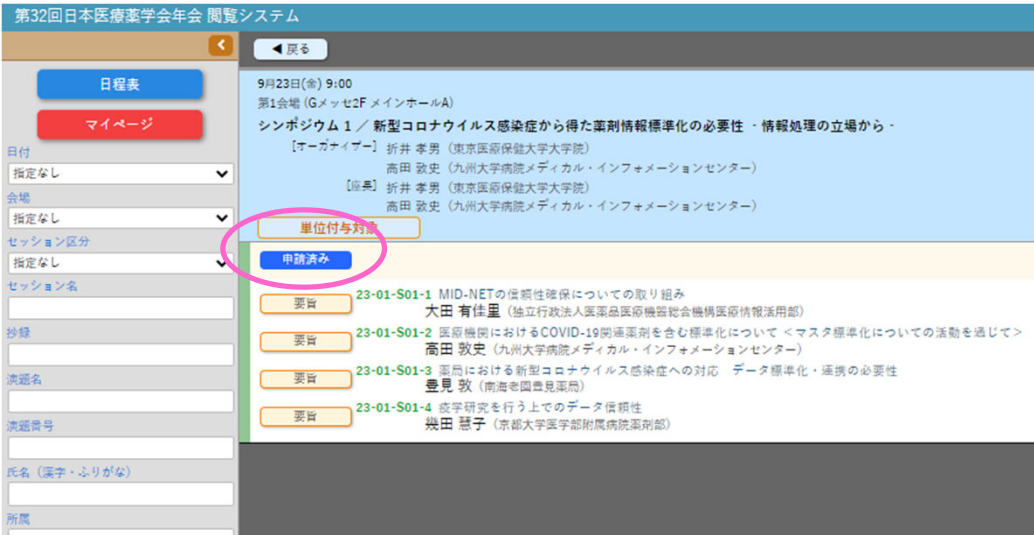 第32回日本医療薬学会年会 閲覧システム
◀戻る
日程表
マイページ
日付
指定なし
会場
指定なし
セッション区分
指定なし
セッション名
抄録
演題名
演題番号
氏名（漢字・ふりがな）
所属
9月23日(金) 9:00
第1会場 (Gメッセ2F メインホールA)
シンポジウム 1 ／ 新型コロナウイルス感染症から得た薬剤情報標準化の必要性 ‐情報処理の立場から‐
[オーガナイザー] 折井 孝男（東京医療保健大学大学院）
高田 敦史（九州大学病院メディカル・インフォメーションセンター）
[座長] 折井 孝男（東京医療保健大学大学院）
高田 敦史（九州大学病院メディカル・インフォメーションセンター）
単位付与対象
申請済み
要旨 23-01-S01-1 MID-NETの信頼性確保についての取り組み
大田 有佳里（独立行政法人医薬品医療機器総合機構医療情報活用部）
要旨 23-01-S01-2 医療機関におけるCOVID-19関連薬剤を含む標準化について ＜マスタ標準化についての活動を通じて＞
高田 敦史（九州大学病院メディカル・インフォメーションセンター）
要旨 23-01-S01-3 薬局における新型コロナウイルス感染症への対応　データ標準化・連携の必要性
豊見 敦（南海老園豊見薬局）
要旨 23-01-S01-4 疫学研究を行う上でのデータ信頼性
幾田 慧子（京都大学医学部附属病院薬剤部）